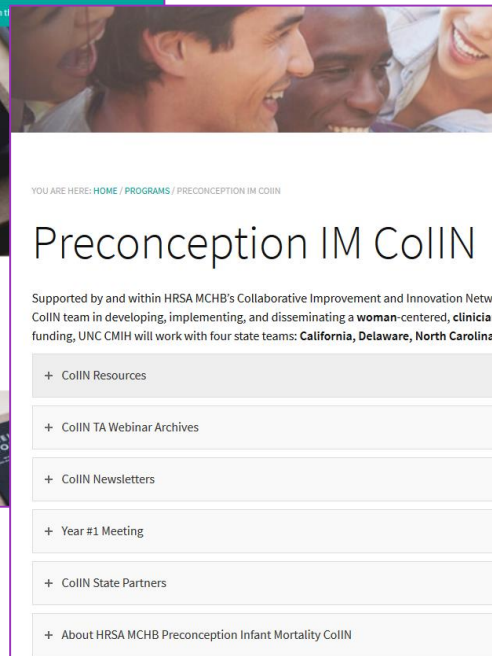 YOU ARE HERE: HOME / PROGRAMS / PRECONCEPTION IM COIIN
Preconception IM CoIIN
Supported by and within HRSA MCHB's Collaborative Improvement and Innovation Netw
CoIIN team in developing, implementing, and disseminating a woman-centered, clinicia
funding, UNC CMIH will work with four state teams: California, Delaware, North Carolina
+ CoIIN Resources
+ CoIIN TA Webinar Archives
+ CoIIN Newsletters
+ Year #1 Meeting
+ CoIIN State Partners
+ About HRSA MCHB Preconception Infant Mortality CoIIN